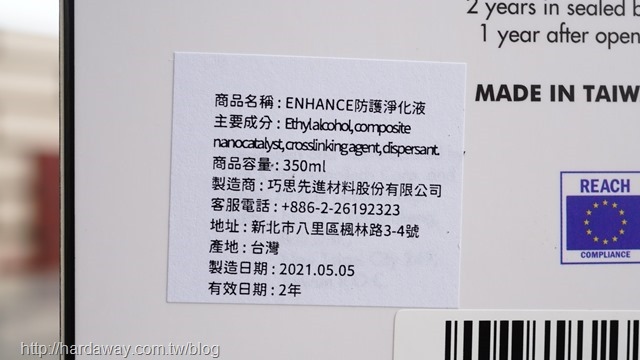 2 years in sealed
1 year after open
MADE IN TAIW
商品名稱 : ENHANCE防護淨化液
主要成分 : Ethyl alcohol, composite
nanocatalyst, crosslinking agent, dispersant.
商品容量 : 350ml
製造商 : 巧思先進材料股份有限公司
客服電話 : +886-2-26192323
地址 : 新北市八里區楓林路3-4號
產地 : 台灣
製造日期 : 2021.05.05
有效日期 : 2年
REACH
COMPLIANCE
http://hardaway.com.tw/blog